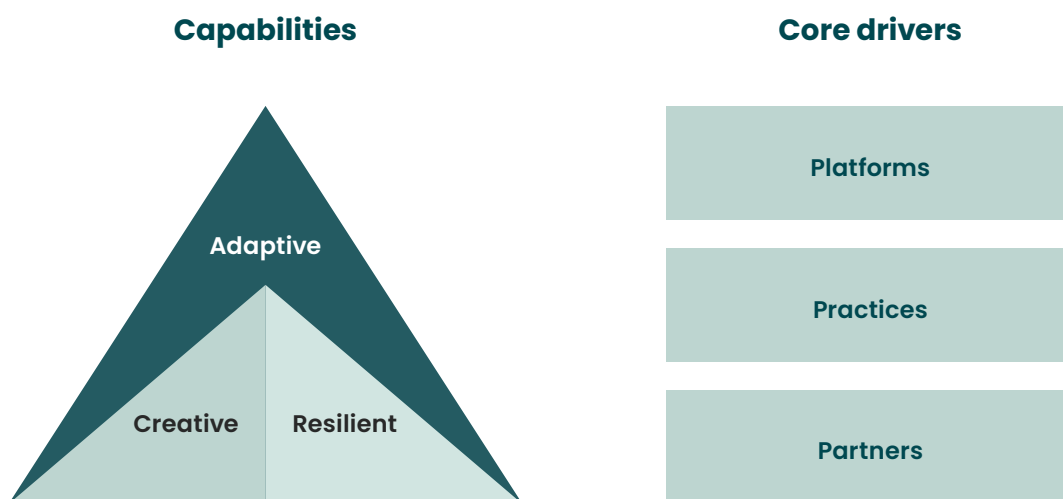 Capabilities
Adaptive
Creative
Resilient
Core drivers
Platforms
Practices
Partners